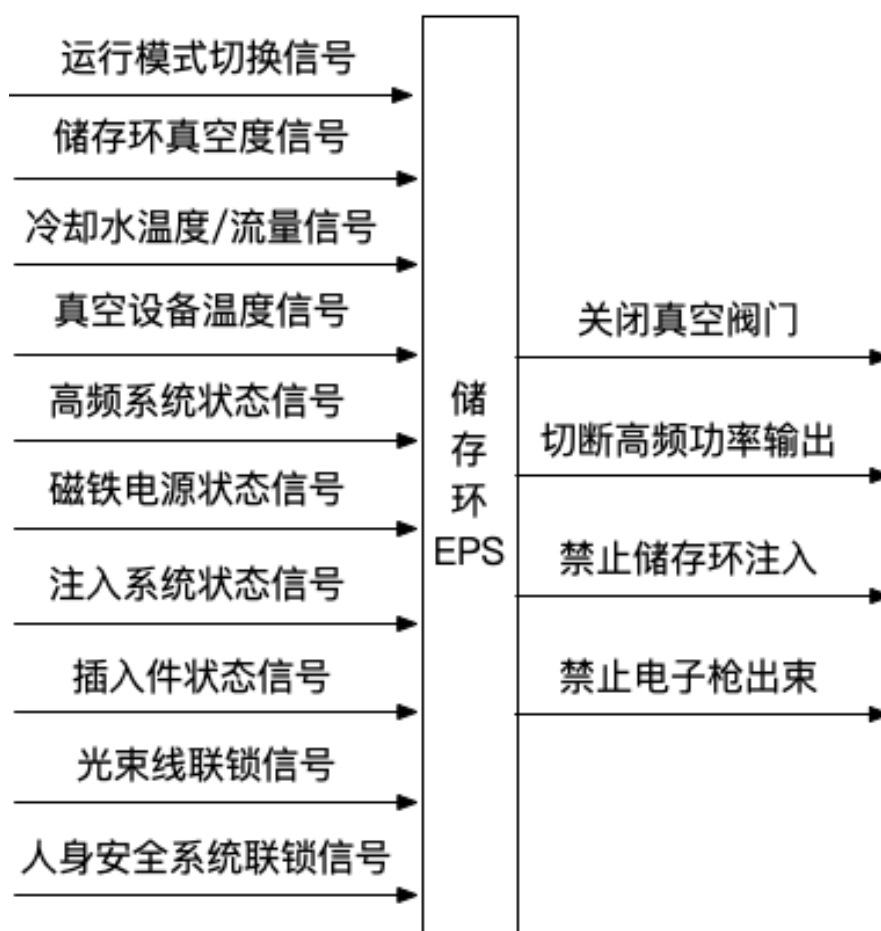 运行模式切换信号
储存环真空度信号
冷却水温度/流量信号
真空设备温度信号
高频系统状态信号
磁铁电源状态信号
注入系统状态信号
插入件状态信号
光束线联锁信号
人身安全系统联锁信号
储
存
环
EPS
关闭真空阀门
切断高频功率输出
禁止储存环注入
禁止电子枪出束